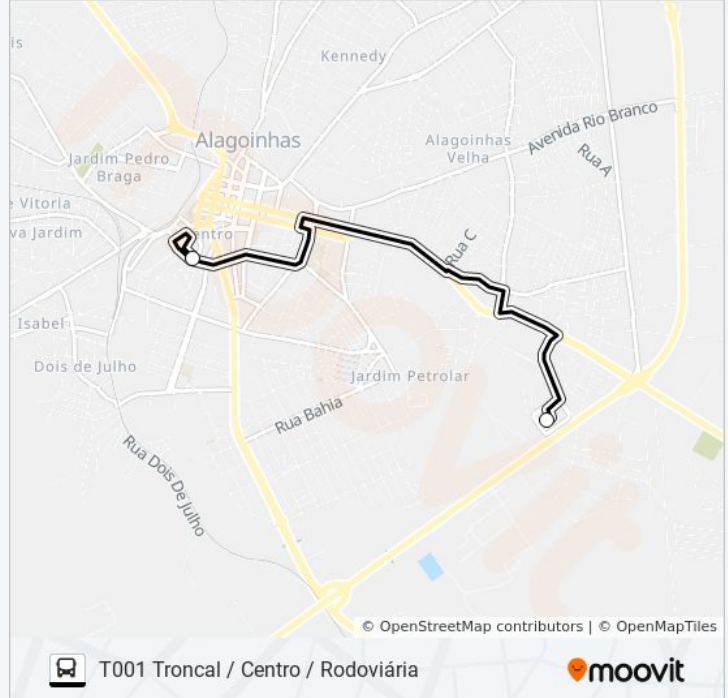 is
Kennedy
Alagoinhas
Avenida Rio Branco
Alagoinhas
Velha
Rua A
Jardim Pedro
Braga
e Vitoria
va Jardim
entro
Rua C
Isabel
Dois de Julho
Jardim Petrolar
Rua Bahia
Rua Dois De Julho
© OpenStreetMap contributors | © OpenMapTiles
T001 Troncal / Centro / Rodoviária
moovit